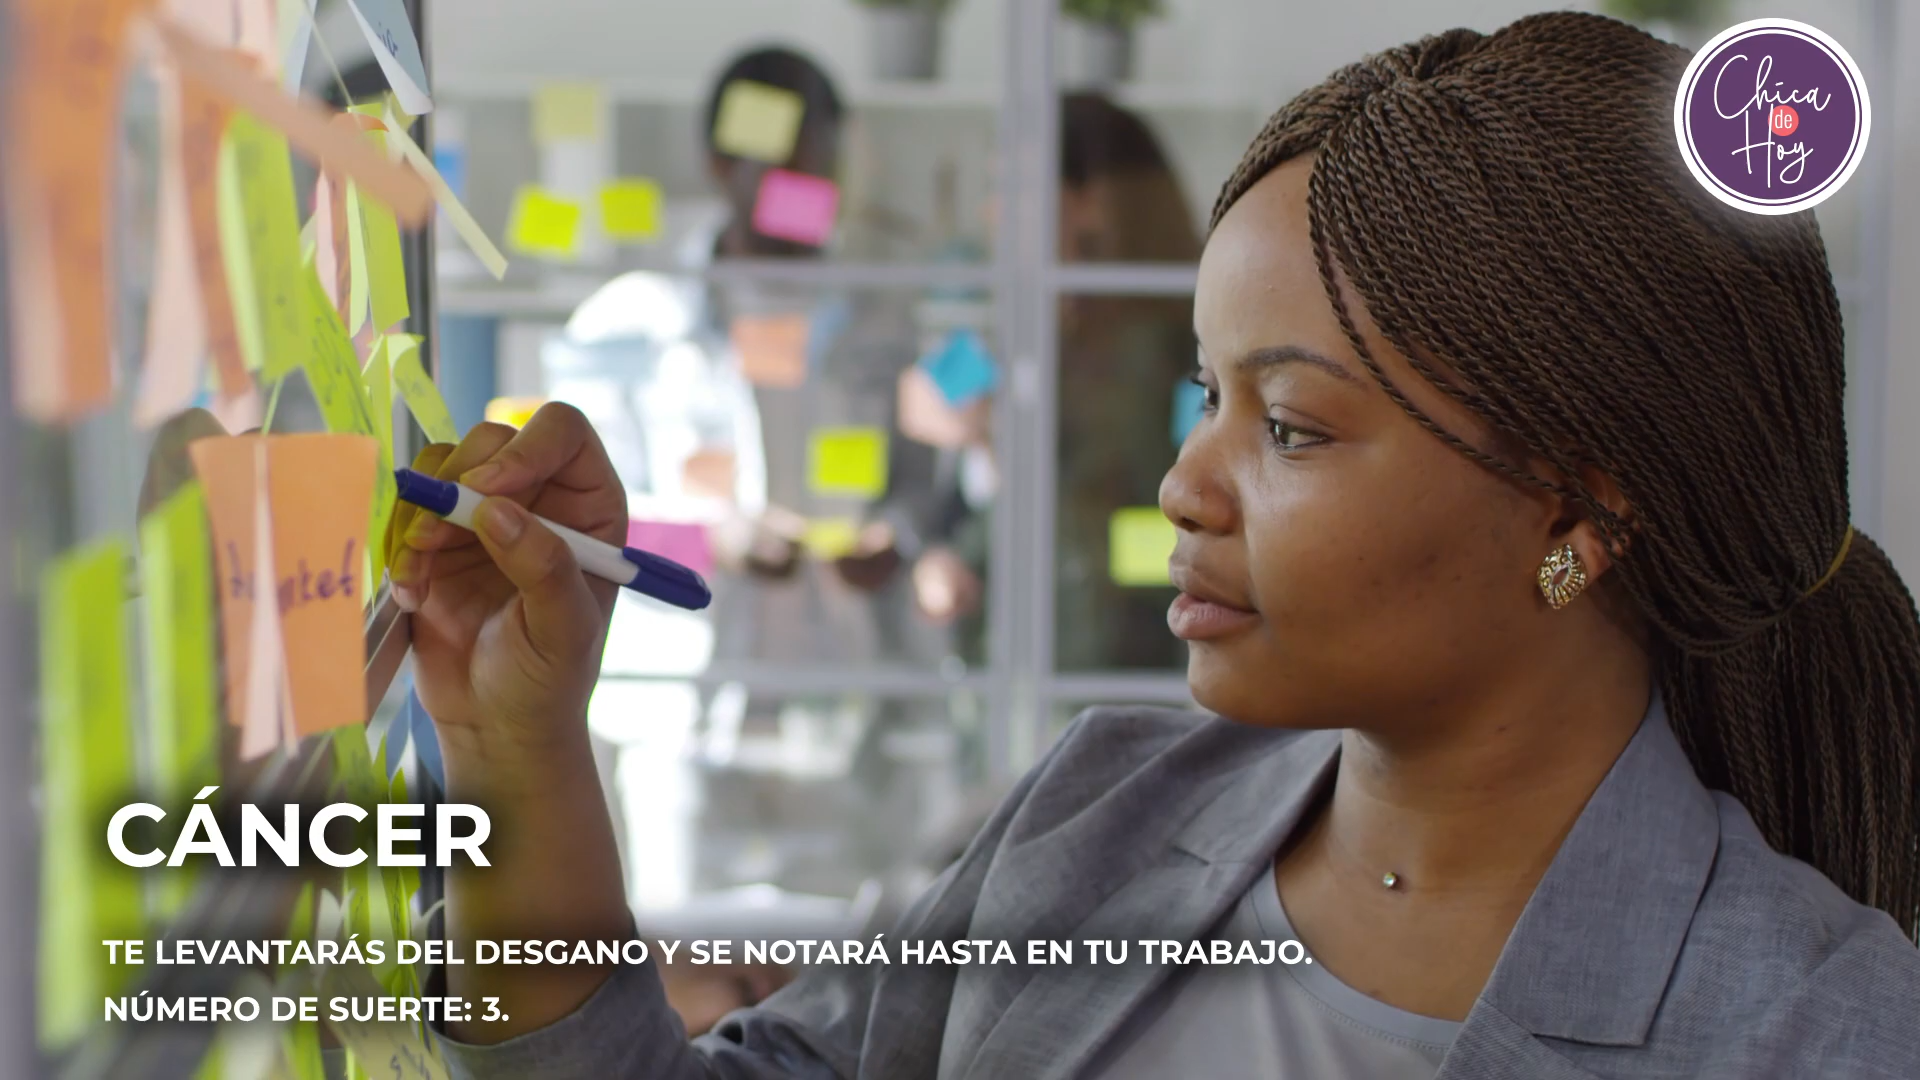 Chica
de
Hoy
CÁNCER
TE LEVANTARÁS DEL DESGANO Y SE NOTARÁ HASTA EN TU TRABAJO.
NÚMERO DE SUERTE: 3.